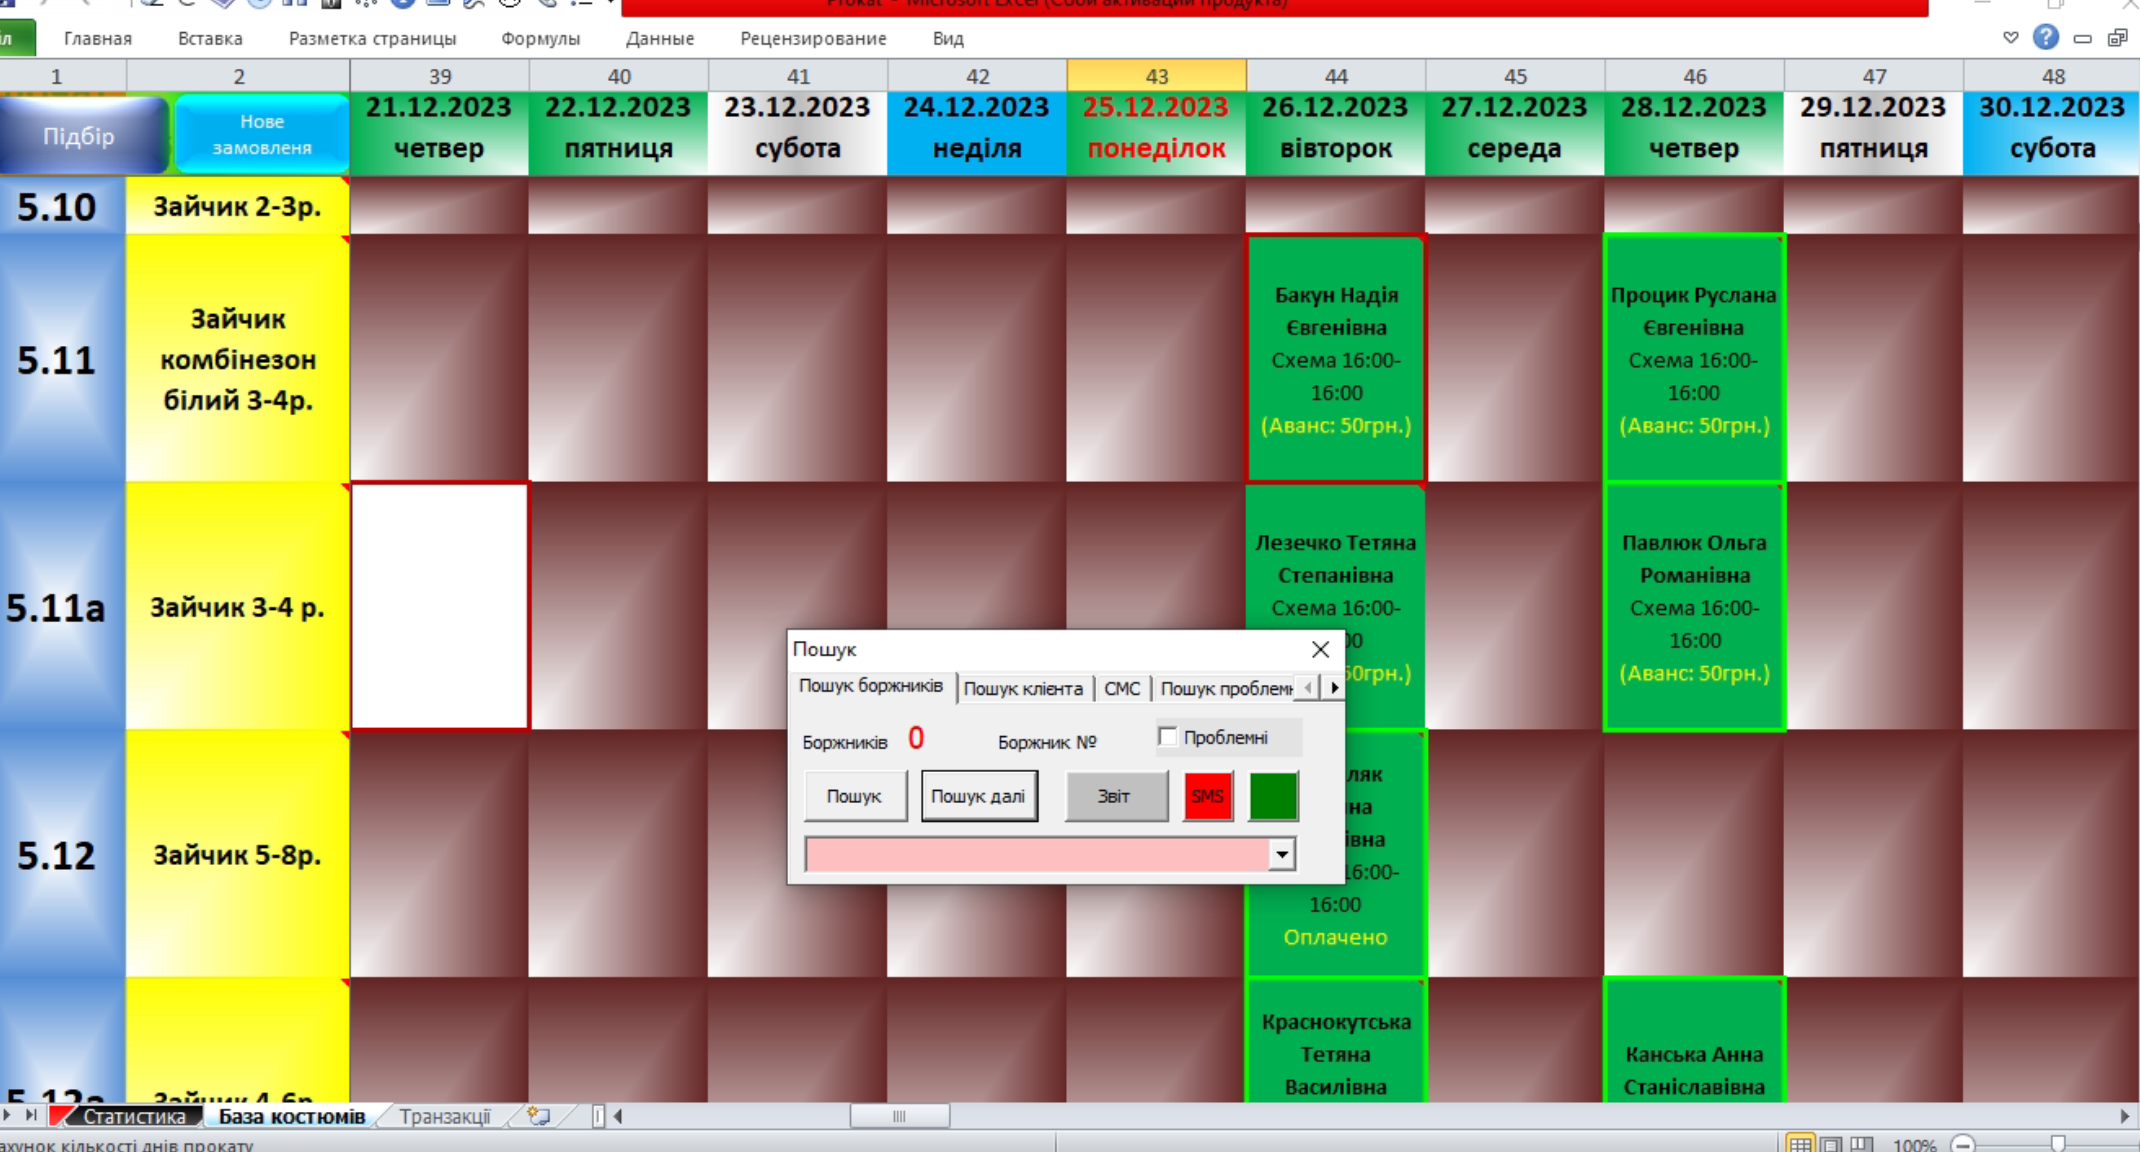 Prokat - Microsoft Excel (Сбой активации продукта)
Главная Вставка Разметка страницы Формулы Данные Рецензирование Вид
1 2 39 40 41 42 43 44 45 46 47 48
Підбір
Нове
замовленя
21.12.2023 22.12.2023 23.12.2023 24.12.2023 25.12.2023 26.12.2023 27.12.2023 28.12.2023 29.12.2023 30.12.2023
четвер пятниця субота неділя понеділок вівторок середа четвер пятниця субота
5.10 Зайчик 2-3р.
5.11
Зайчик
комбінезон
білий 3-4р.
Бакун Надія
Євгенівна
Схема 16:00-
16:00
(Аванс: 50грн.)
Процик Руслана
Євгенівна
Схема 16:00-
16:00
(Аванс: 50грн.)
5.11а Зайчик 3-4 р.
Лезечко Тетяна
Степанівна
Схема 16:00-
00
50грн.)
Павлюк Ольга
Романівна
Схема 16:00-
16:00
(Аванс: 50грн.)
Пошук
Пошук боржників Пошук клієнта СМС Пошук проблемн
Боржників 0 Боржник № Проблемні
Пошук Пошук далі Звіт SMS
5.12 Зайчик 5-8р.
ляк
на
івна
16:00-
16:00
Оплачено
5.12а Зайчик 4-6р.
Краснокутська
Тетяна
Василівна
Канська Анна
Станіславівна
Статистика База костюмів Транзакції
ахунок кількості днів прокату 100%